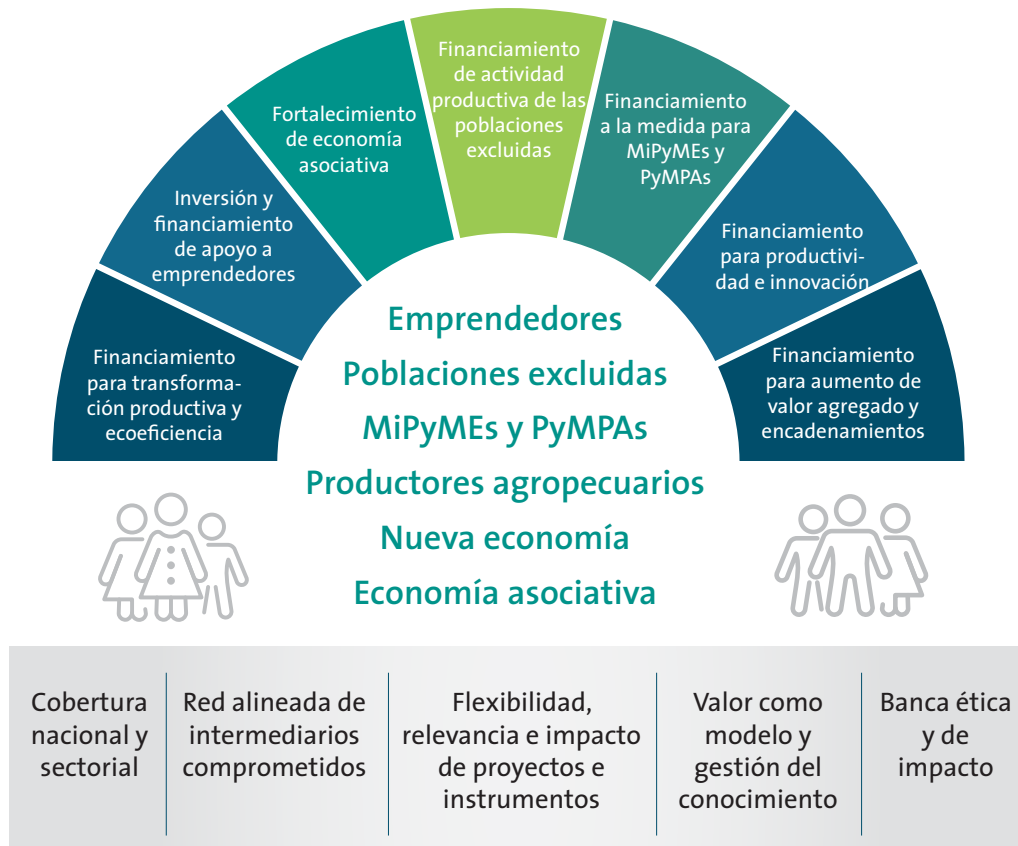 Financiamiento
para transforma-
ción productiva y
ecoeficiencia
Inversión y
financiamiento
de apoyo a
emprendedores
Fortalecimiento
de economía
asociativa
Financiamiento
de actividad
productiva de las
poblaciones
excluidas
Financiamiento
a la medida para
MiPyMEs y
PyMPAs
Financiamiento
para productivi-
dad e innovación
Financiamiento
para aumento de
valor agregado y
encadenamientos
Emprendedores
Poblaciones excluidas
MiPyMEs y PyMPAs
Productores agropecuarios
Nueva economía
Economía asociativa
Cobertura
nacional y
sectorial
Red alineada de
intermediarios
comprometidos
Flexibilidad,
relevancia e impacto
de proyectos e
instrumentos
Valor como
modelo y
gestión del
conocimiento
Banca ética
y de
impacto